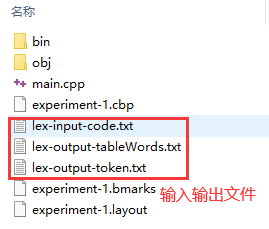 名称
bin
obj
main.cpp
experiment-1.cbp
lex-input-code.txt
lex-output-tableWords.txt
lex-output-token.txt
experiment-1.bmarks
输入输出文件
experiment-1.layout